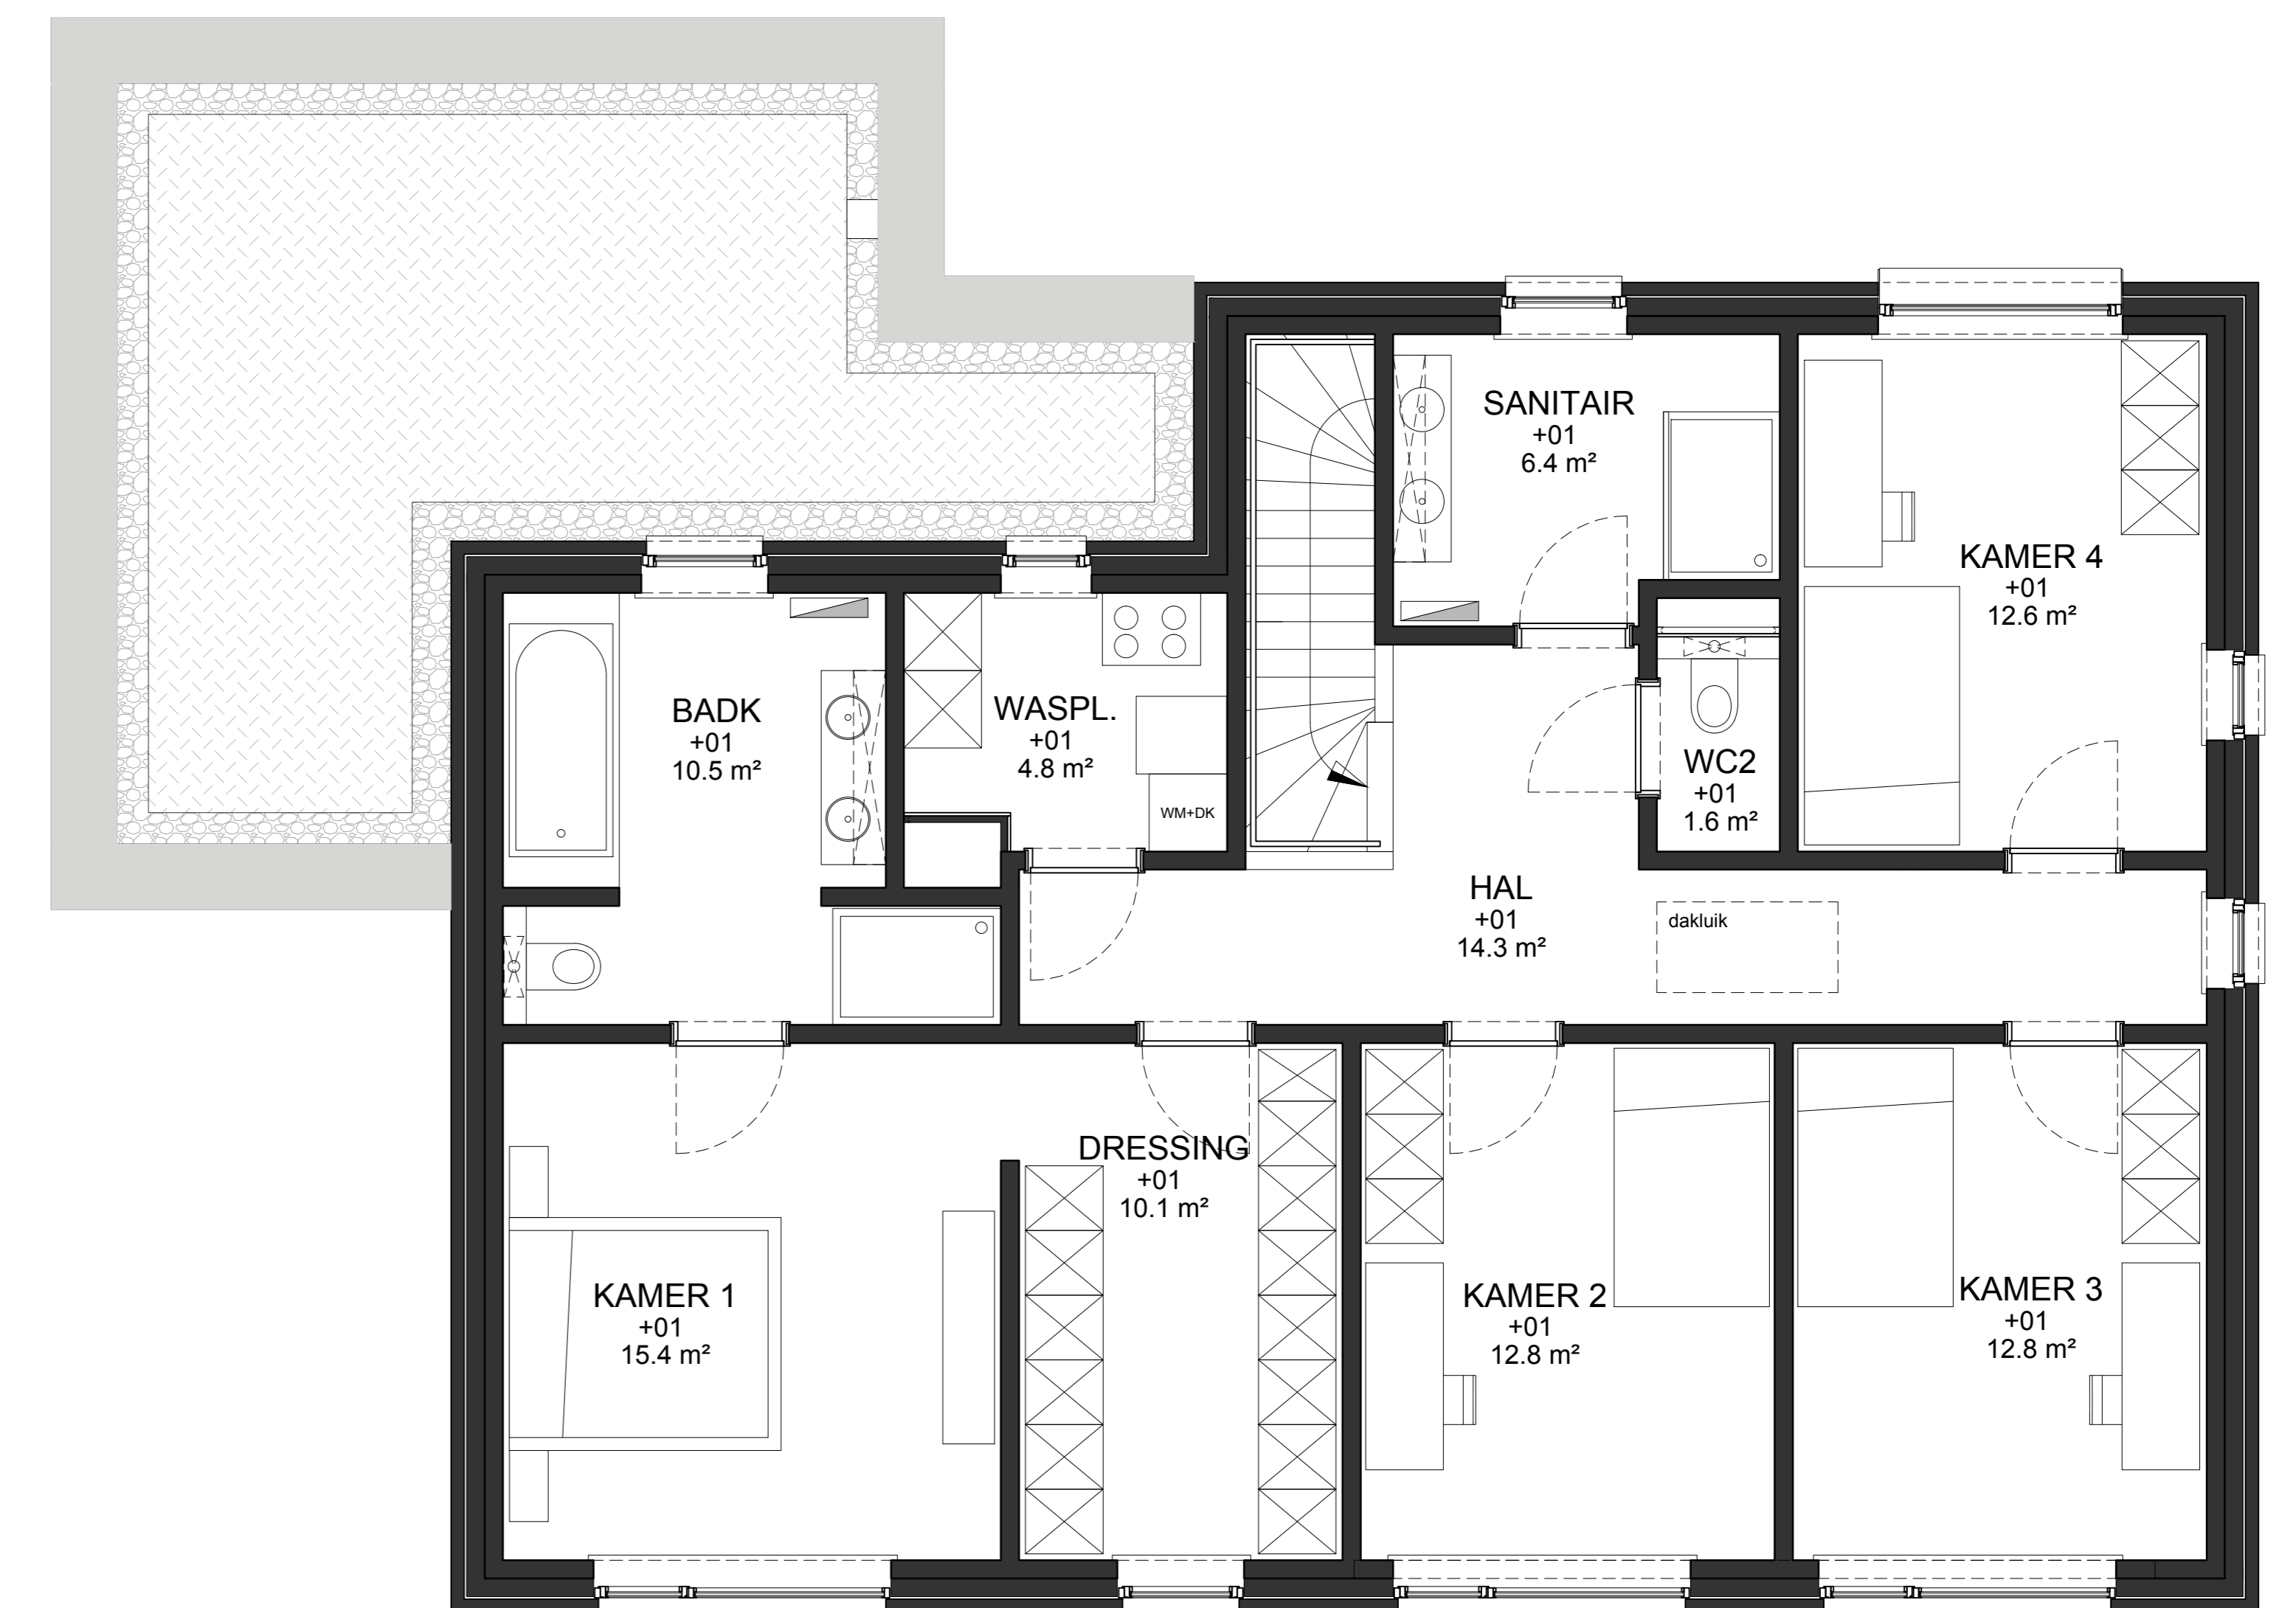 SANITAIR
+01
6.4 m²
KAMER 4
+01
12.6 m²
BADK
+01
10.5 m²
WASPL.
+01
4.8 m²
WM+DK
WC2
+01
1.6 m²
HAL
+01
14.3 m²
dakluik
DRESSING
+01
10.1 m²
KAMER 1
+01
15.4 m²
KAMER 2
+01
12.8 m²
KAMER 3
+01
12.8 m²